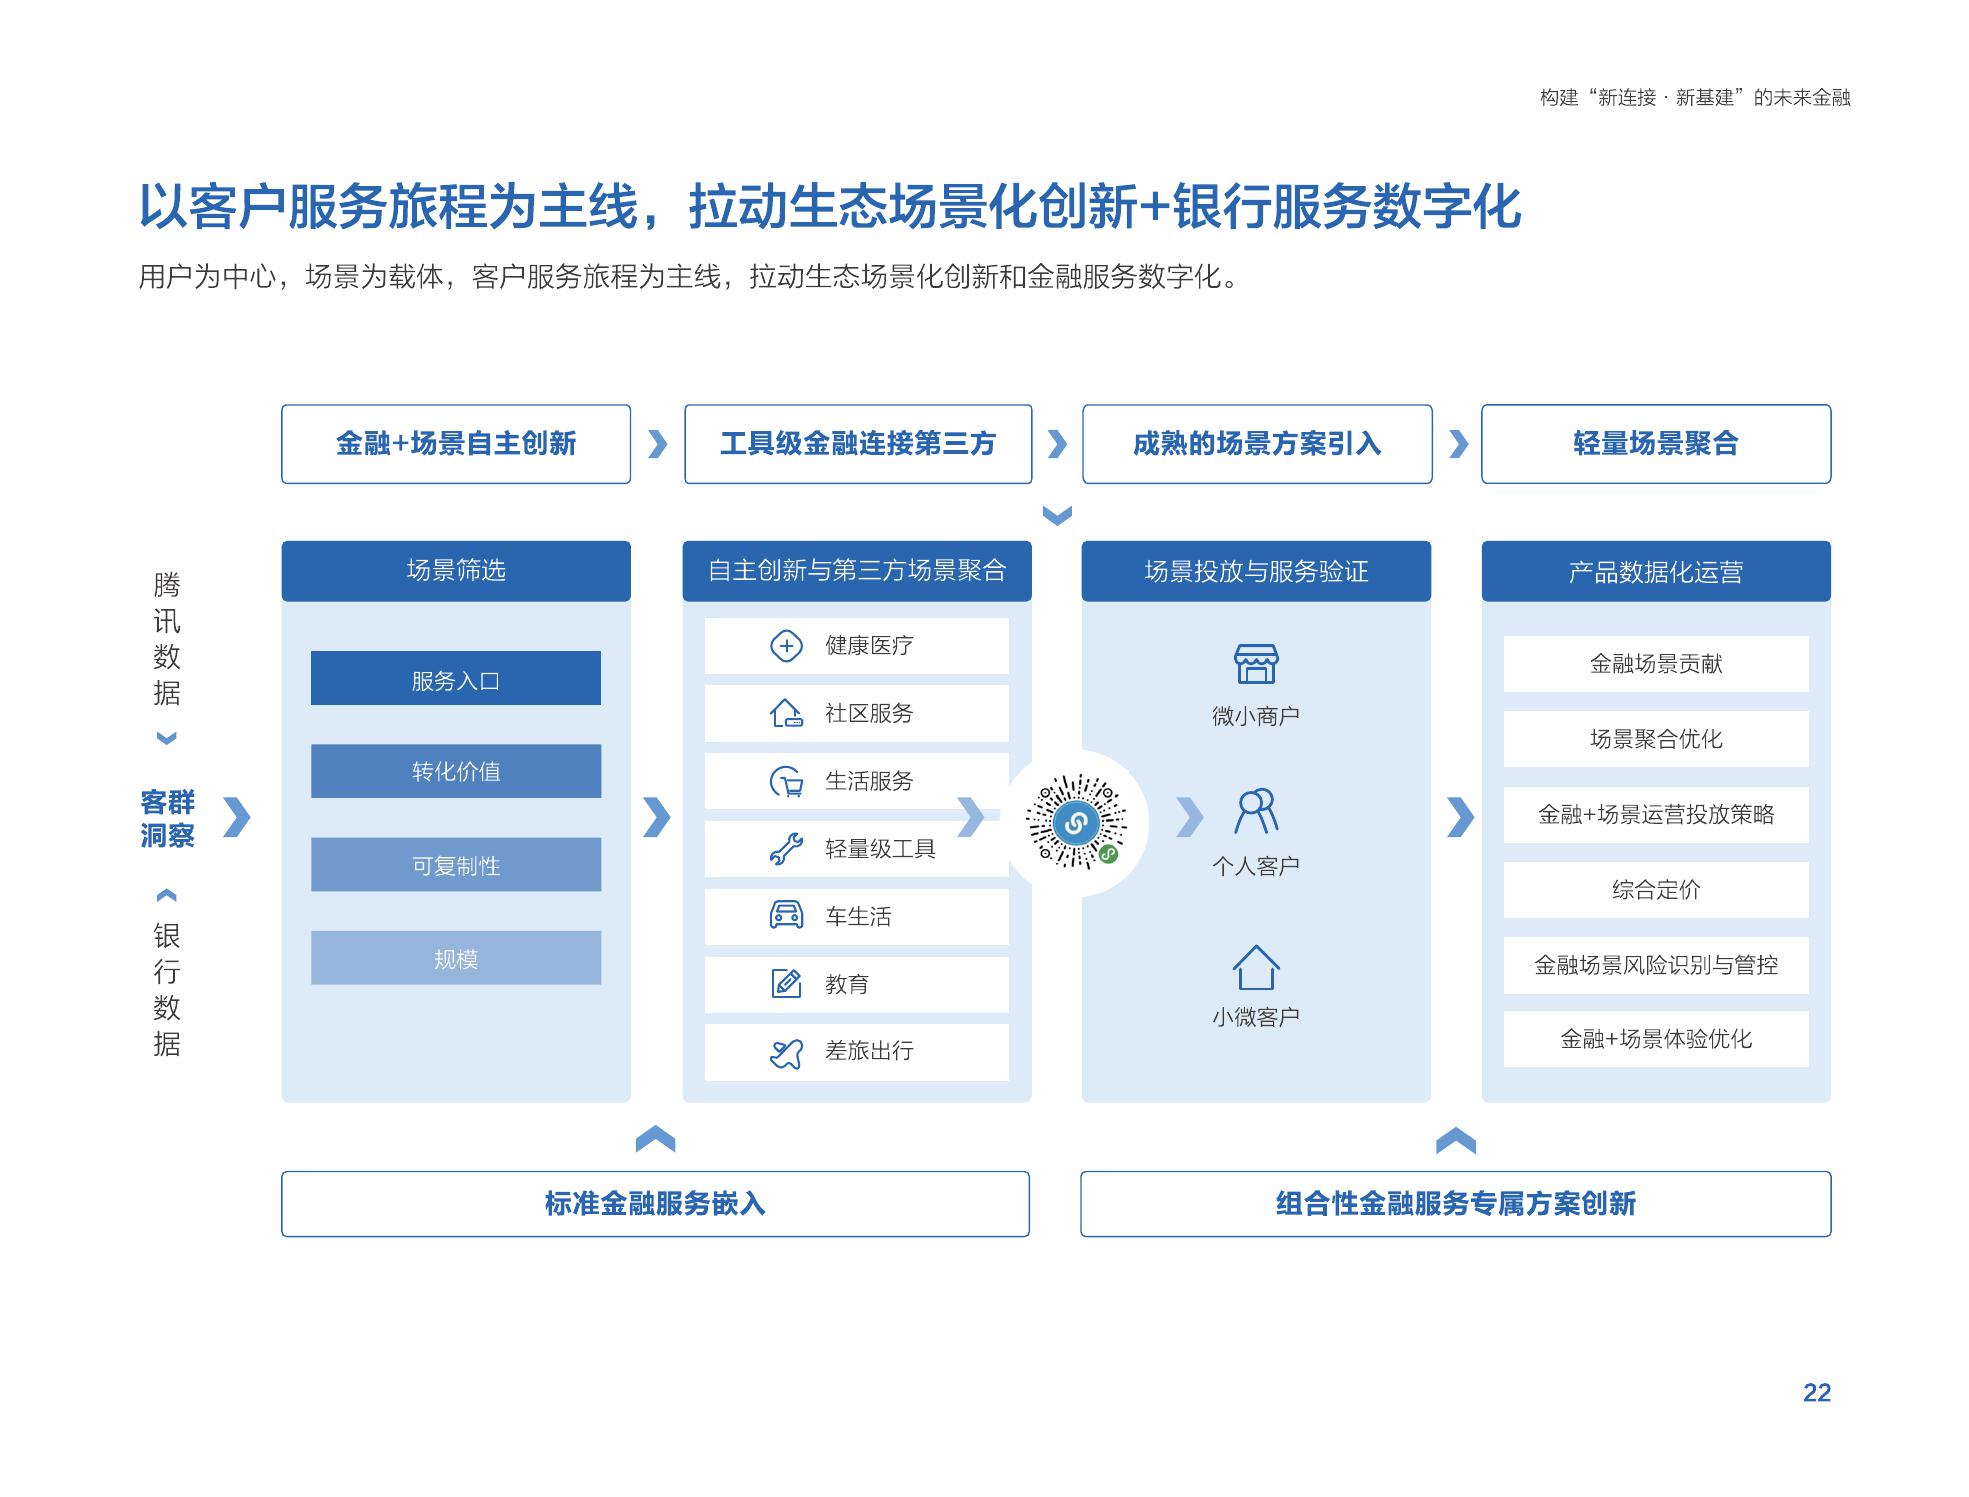 构建“新连接·新基建”的未来金融
以客户服务旅程为主线，拉动生态场景化创新+银行服务数字化
用户为中心，场景为载体，客户服务旅程为主线，拉动生态场景化创新和金融服务数字化。
金融+场景自主创新
工具级金融连接第三方
成熟的场景方案引入
轻量场景聚合
腾讯数据
客群
洞察
银行数据
场景筛选
服务入口
转化价值
可复制性
规模
自主创新与第三方场景聚合
健康医疗
社区服务
生活服务
轻量级工具
车生活
教育
差旅出行
场景投放与服务验证
微小商户
个人客户
小微客户
产品数据化运营
金融场景贡献
场景聚合优化
金融+场景运营投放策略
综合定价
金融场景风险识别与管控
金融+场景体验优化
标准金融服务嵌入
组合性金融服务专属方案创新
22